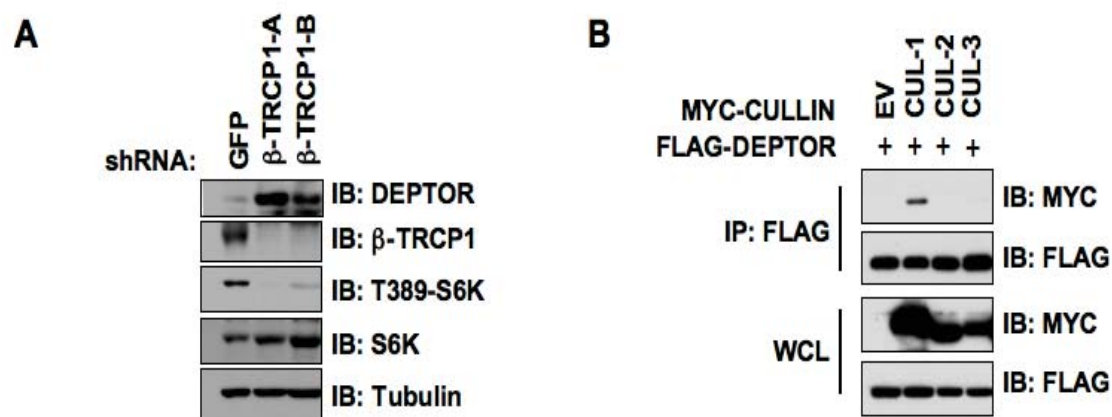 A
shRNA:
GFP
β-TRCP1-A
β-TRCP1-B
IB: DEPTOR
IB: β-TRCP1
IB: T389-S6K
IB: S6K
IB: Tubulin
B
MYC-CULLIN
EV
CUL-1
CUL-2
CUL-3
FLAG-DEPTOR + + + +
IP: FLAG
IB: MYC
IB: FLAG
WCL
IB: MYC
IB: FLAG